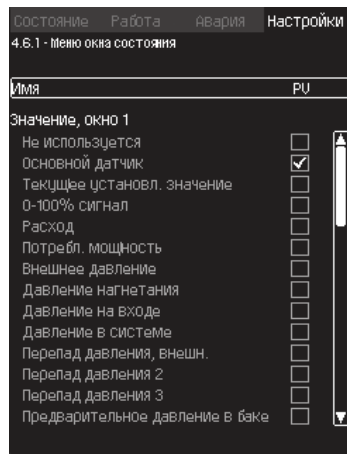 Состояние Работа Авария Настройки
4.6.1 - Меню окна состояния
Имя PV
Значение, окно 1
Не используется
Основной датчик
Текущее установл. значение
0-100% сигнал
Расход
Потребл. мощность
Внешнее давление
Давление нагнетания
Давление на входе
Давление в системе
Перепад давления, внешн.
Перепад давления 2
Перепад давления 3
Предварительное давление в баке